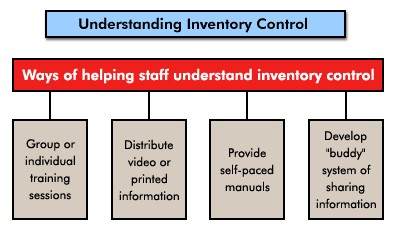 Understanding Inventory Control
Ways of helping staff understand inventory control
Group or
individual
training
sessions
Distribute
video or
printed
information
Provide
self-paced
manuals
Develop
"buddy"
system of
sharing
information